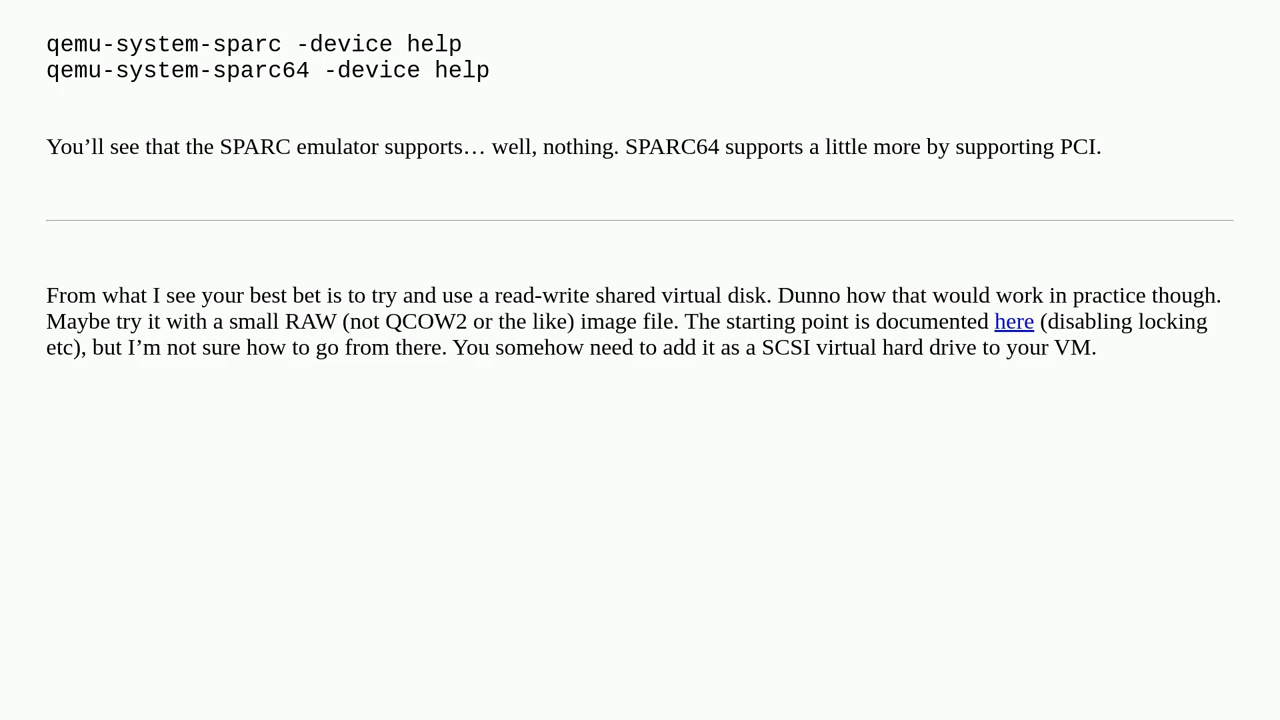 qemu-system-sparc -device help
qemu-system-sparc64 -device help
You’ll see that the SPARC emulator supports… well, nothing. SPARC64 supports a little more by supporting PCI.
From what I see your best bet is to try and use a read-write shared virtual disk. Dunno how that would work in practice though.
Maybe try it with a small RAW (not QCOW2 or the like) image file. The starting point is documented here (disabling locking
etc), but I’m not sure how to go from there. You somehow need to add it as a SCSI virtual hard drive to your VM.